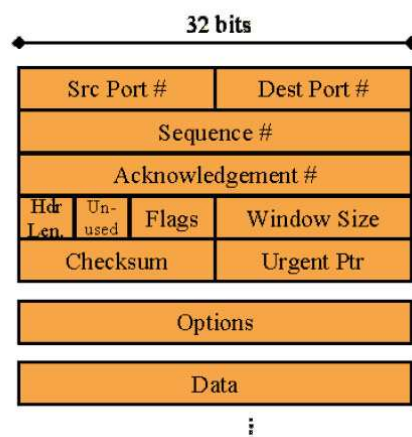 32 bits
Src Port # Dest Port #
Sequence #
Acknowledgement #
Hdr Len. Un-used Flags Window Size
Checksum Urgent Ptr
Options
Data